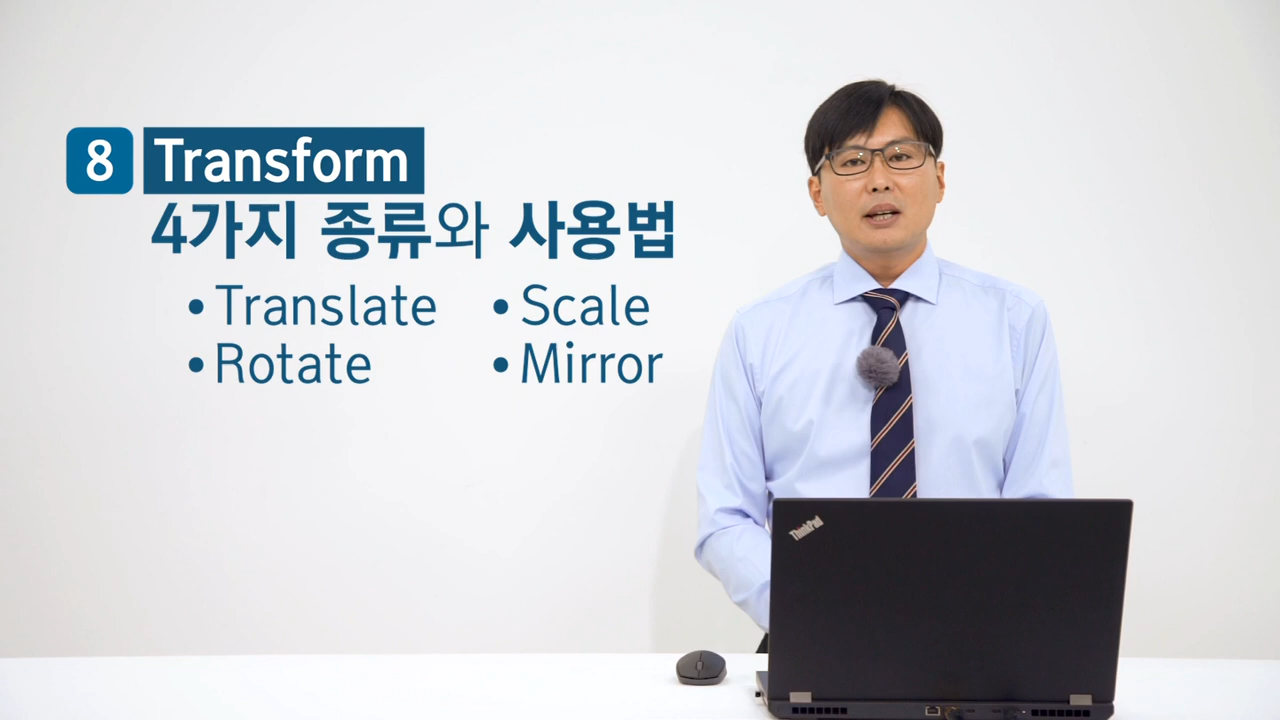 8 Transform
4가지 종류와 사용법
• Translate • Scale
• Rotate • Mirror
ThinkPad